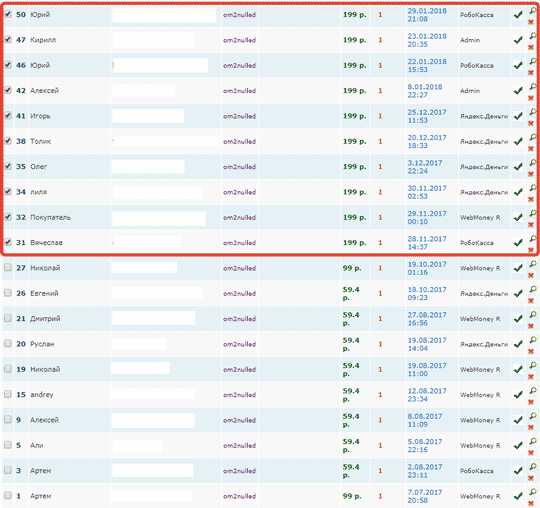 50 Юрий om2nulled 199 р. 1 29.01.2018 21:08 РобоКасса
47 Кирилл om2nulled 199 р. 1 23.01.2018 20:35 Admin
46 Юрий om2nulled 199 р. 1 22.01.2018 15:53 РобоКасса
42 Алексей om2nulled 199 р. 1 8.01.2018 22:27 Admin
41 Игорь om2nulled 199 р. 1 25.12.2017 11:53 Яндекс.Деньги
38 Толик om2nulled 199 р. 1 20.12.2017 18:33 Яндекс.Деньги
35 Олег om2nulled 199 р. 1 3.12.2017 22:24 Яндекс.Деньги
34 лиля om2nulled 199 р. 1 30.11.2017 02:53 Яндекс.Деньги
32 Покупатель om2nulled 199 р. 1 29.11.2017 00:10 WebMoney R
31 Вячеслав om2nulled 199 р. 1 28.11.2017 14:37 РобоКасса
27 Николай om2nulled 99 р. 1 19.10.2017 01:16 WebMoney R
26 Евгений om2nulled 59.4 р. 1 18.10.2017 09:23 Яндекс.Деньги
21 Дмитрий om2nulled 59.4 р. 1 27.08.2017 16:56 WebMoney R
20 Руслан om2nulled 59.4 р. 1 19.08.2017 14:04 Яндекс.Деньги
19 Николай om2nulled 59.4 р. 1 19.08.2017 11:00 WebMoney R
15 andrey om2nulled 59.4 р. 1 12.08.2017 23:34 WebMoney R
9 Алексей om2nulled 59.4 р. 1 8.08.2017 11:09 WebMoney R
5 Али om2nulled 59.4 р. 1 5.08.2017 22:16 WebMoney R
3 Артем om2nulled 59.4 р. 1 2.08.2017 23:11 РобоКасса
1 Артем om2nulled 99 р. 1 7.07.2017 20:58 WebMoney R